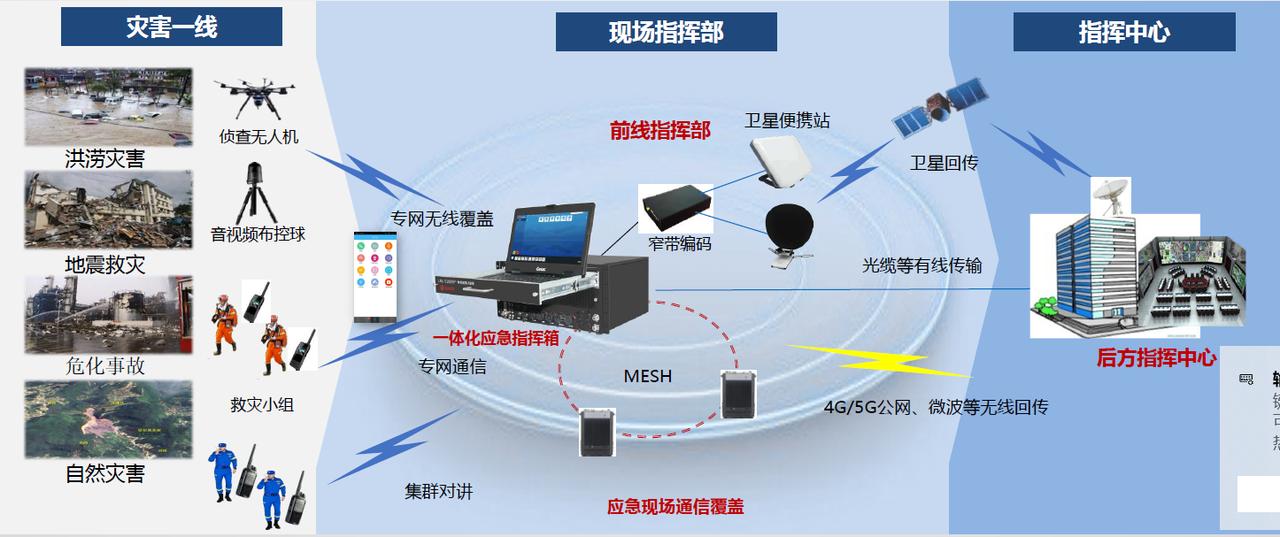 灾害一线
现场指挥部
指挥中心
洪涝灾害
地震救灾
危化事故
自然灾害
侦查无人机
音视频布控球
救灾小组
专网无线覆盖
专网通信
集群对讲
前线指挥部
卫星便携站
窄带编码
一体化应急指挥箱
MESH
应急现场通信覆盖
卫星回传
光缆等有线传输
4G/5G公网、微波等无线回传
后方指挥中心